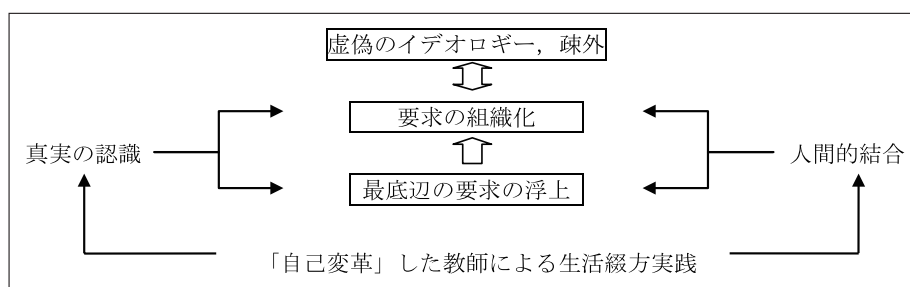 虚偽のイデオロギー，疎外
要求の組織化
真実の認識
人間的結合
最底辺の要求の浮上
「自己変革」した教師による生活綴方実践